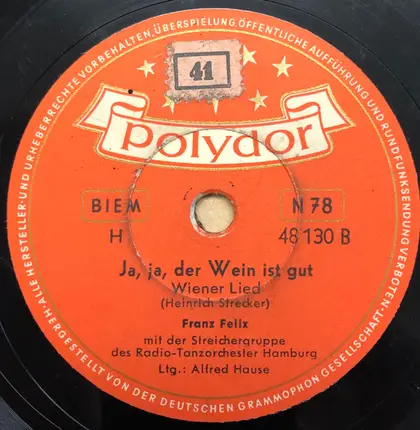 ALLE HERSTELLER- UND URHEBERRECHTE VORBEHALTEN, ÜBERSPIELUNG, ÖFFENTLICHE AUFFÜHRUNG UND RUNDFUNKSENDUNG VERBOTEN.
41
polydor
BIEM
N 78
H
48 130 B
Ja, ja, der Wein ist gut
Wiener Lied
(Heinrich Strecker)
Franz Felix
mit der Streichergruppe
des Radio-Tanzorchester Hamburg
Ltg.: Alfred Hause
HERGESTELLT VON DER DEUTSCHEN GRAMMOPHON GESELLSCHAFT